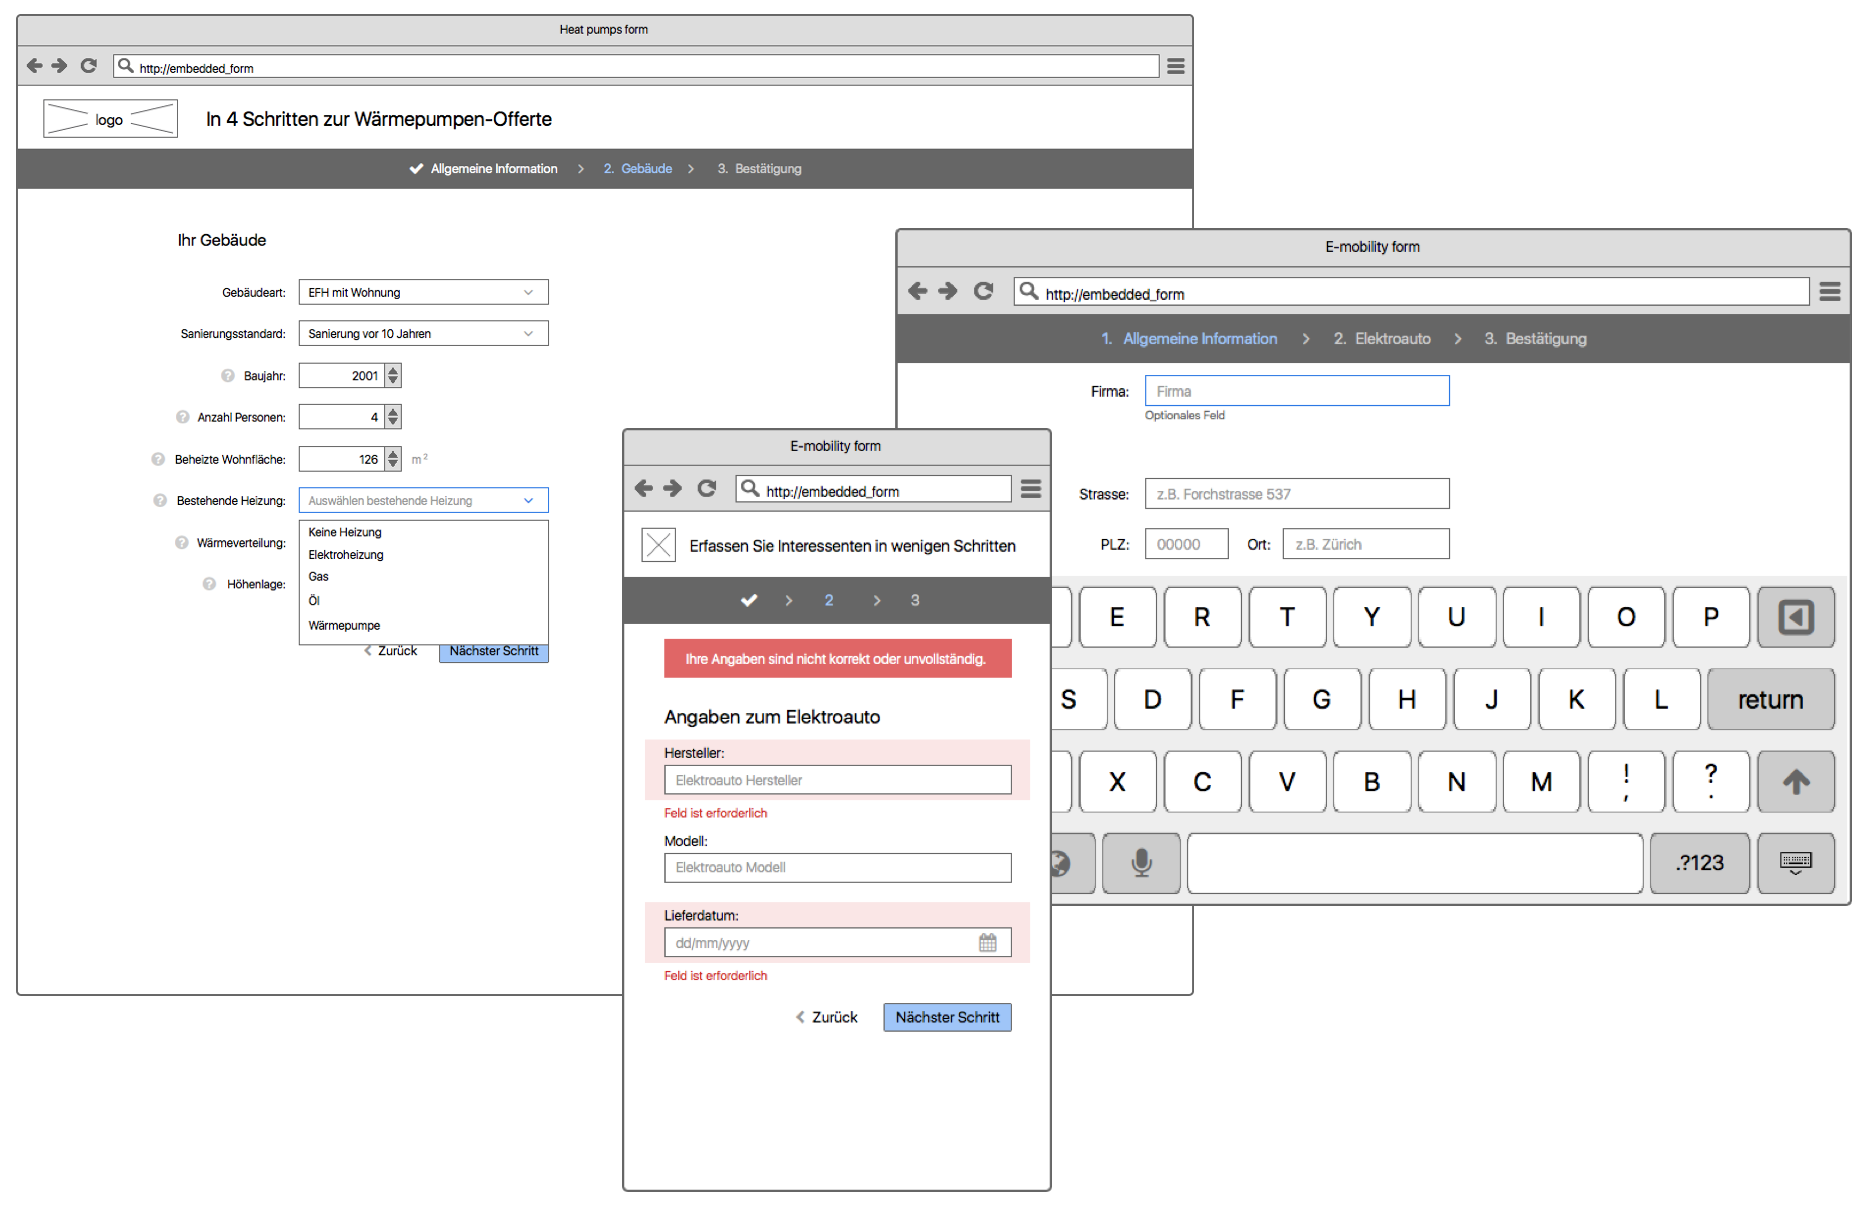 Heat pumps form
http://embedded_form
logo
In 4 Schritten zur Wärmepumpen-Offerte
Allgemeine Information > 2. Gebäude > 3. Bestätigung
Ihr Gebäude
Gebäudeart: EFH mit Wohnung
Sanierungsstandard: Sanierung vor 10 Jahren
? Baujahr: 2001
? Anzahl Personen: 4
? Beheizte Wohnfläche: 126 m²
? Bestehende Heizung: Auswählen bestehende Heizung
Keine Heizung
Elektroheizung
Gas
Öl
Wärmepumpe
? Wärmeverteilung:
? Höhenlage:
Zurück Nächster Schritt
E-mobility form
http://embedded_form
Erfassen Sie Interessenten in wenigen Schritten
> 2 > 3
Ihre Angaben sind nicht korrekt oder unvollständig.
Angaben zum Elektroauto
Hersteller:
Elektroauto Hersteller
Feld ist erforderlich
Modell:
Elektroauto Modell
Lieferdatum:
dd/mm/yyyy
Feld ist erforderlich
Zurück Nächster Schritt
E-mobility form
http://embedded_form
1. Allgemeine Information > 2. Elektroauto > 3. Bestätigung
Firma: Firma
Optionales Feld
Strasse: z.B. Forchstrasse 537
PLZ: 00000 Ort: z.B. Zürich
E R T Y U I O P
S D F G H J K L return
X C V B N M ! , ? .
.?123